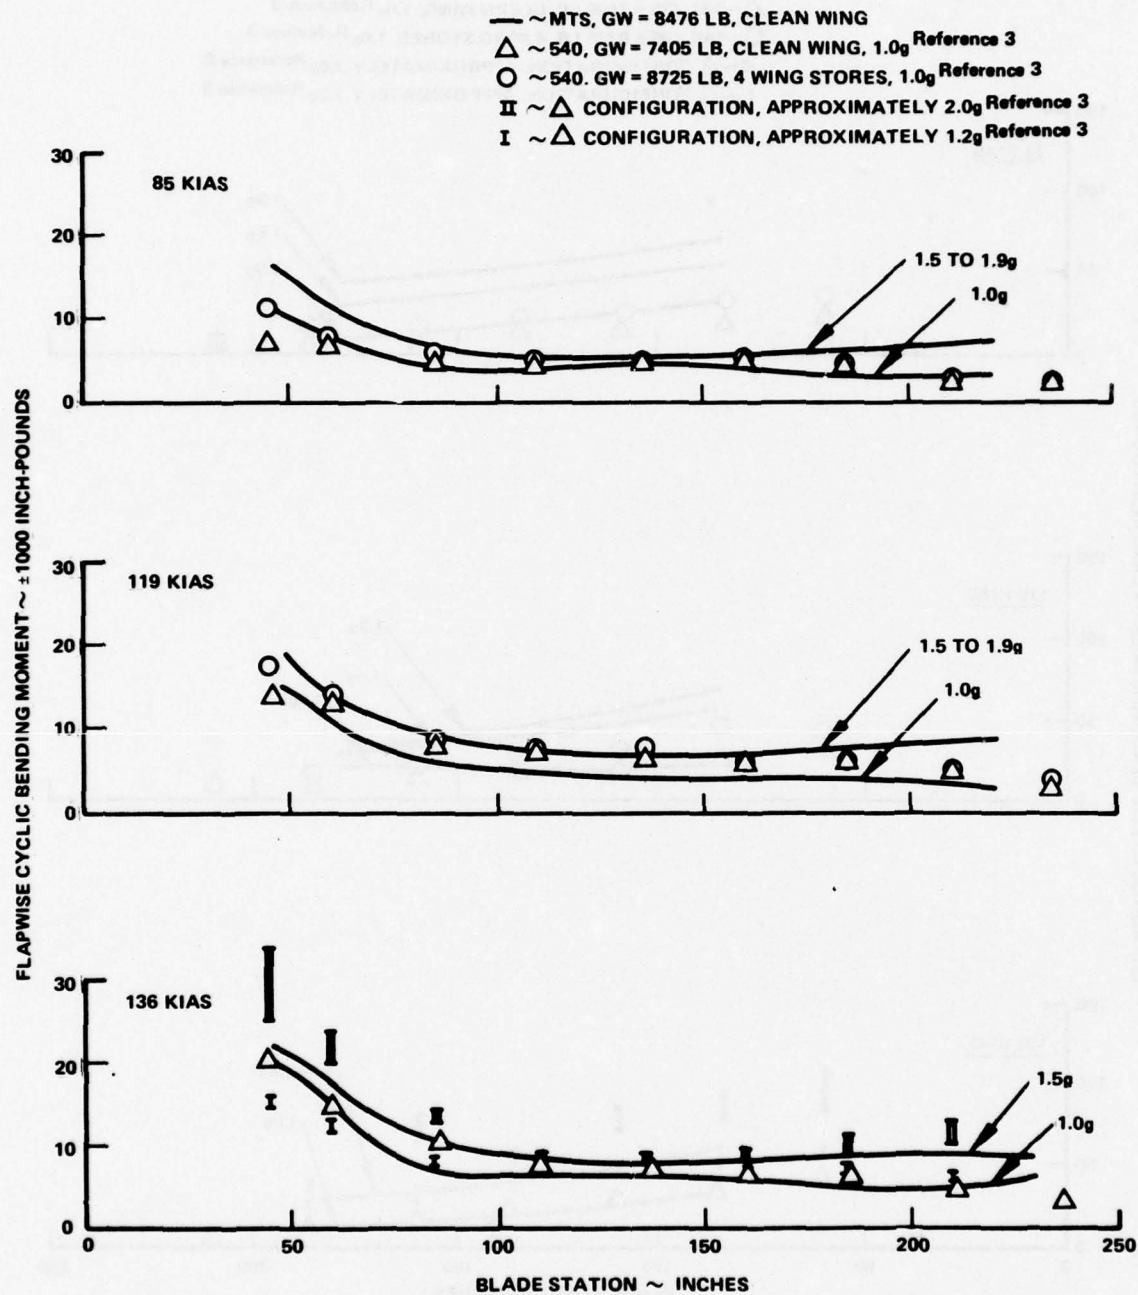 — ~ MTS, GW = 8476 LB, CLEAN WING
△ ~ 540, GW = 7405 LB, CLEAN WING, 1.0g Reference 3
○ ~ 540. GW = 8725 LB, 4 WING STORES, 1.0g Reference 3
II ~ △ CONFIGURATION, APPROXIMATELY 2.0g Reference 3
I ~ △ CONFIGURATION, APPROXIMATELY 1.2g Reference 3
FLAPWISE CYCLIC BENDING MOMENT ~ ±1000 INCH-POUNDS
30
85 KIAS
20
1.5 TO 1.9g
1.0g
10
0
30
119 KIAS
20
1.5 TO 1.9g
1.0g
10
0
30
136 KIAS
20
1.5g
1.0g
10
0
0 50 100 150 200 250
BLADE STATION ~ INCHES